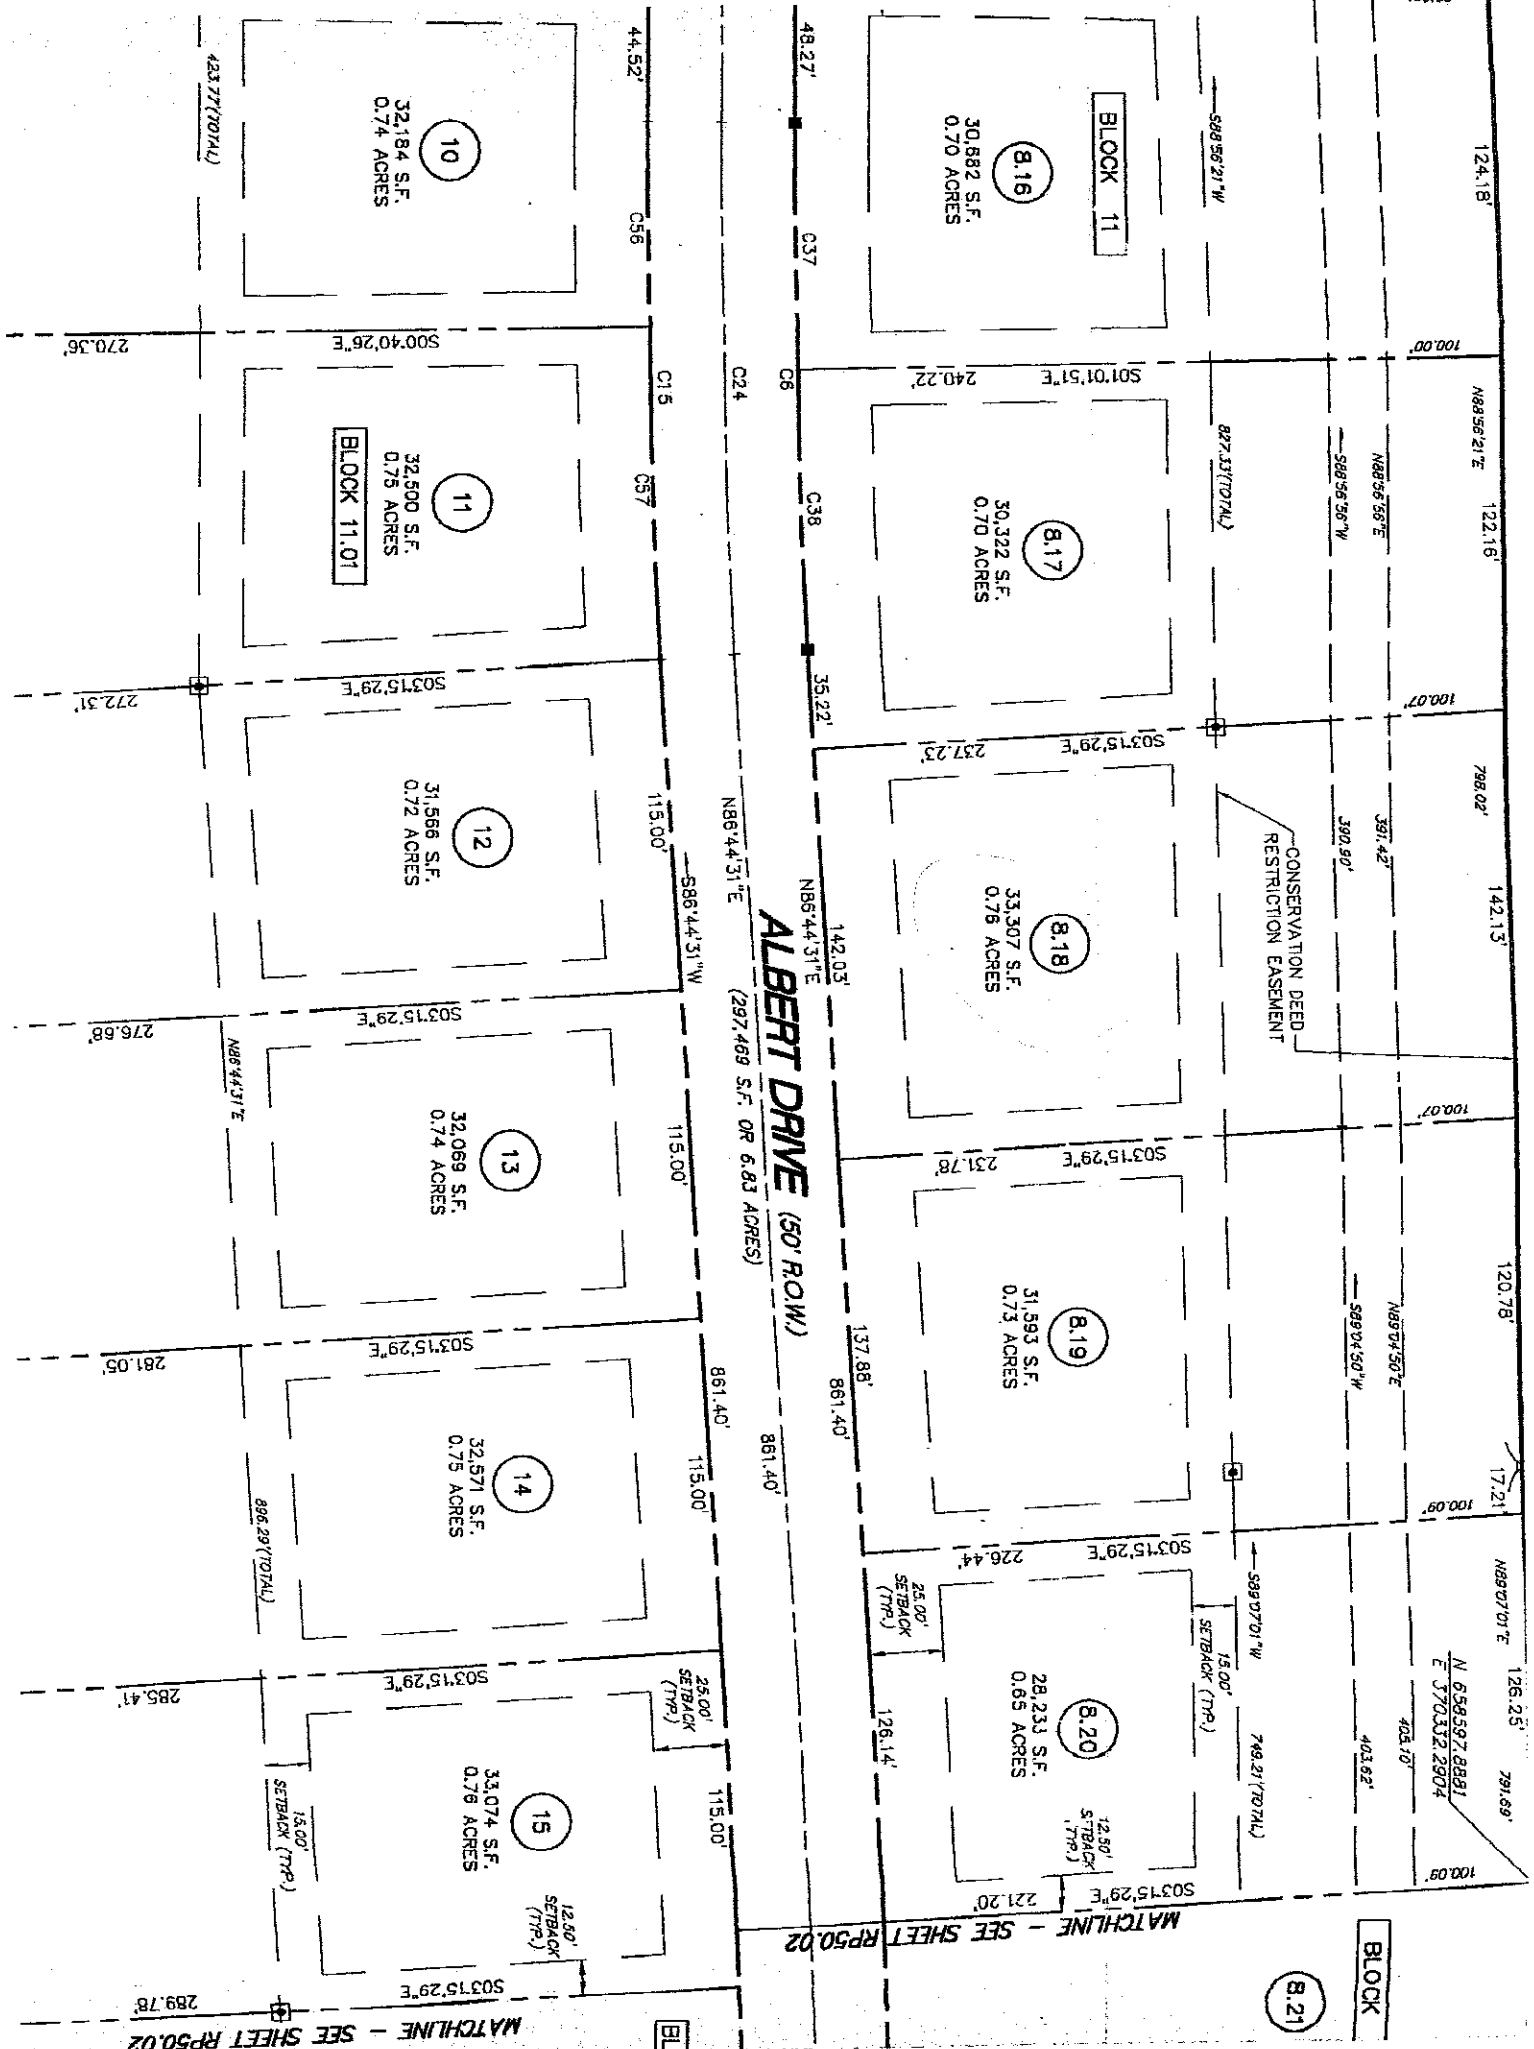 124.18'
N88°56'21"E
122.16'
798.02'
142.13'
120.78'
17.21'
N89°07'01"E
126.25'
791.69'
100.00'
100.07'
100.07'
100.09'
100.09'
N88°56'56"E
391.42'
N89°04'50"E
405.10'
S88°56'56"W
390.90'
S89°04'50"W
403.62'
N 658597.8881
E 370332.2904
CONSERVATION DEED
RESTRICTION EASEMENT
S88°56'21"W
827.33'(TOTAL)
S89°07'01"W
749.21'(TOTAL)
15.00'
SETBACK (TYP.)
BLOCK 11
8.16
30,682 S.F.
0.70 ACRES
S01°01'51"E
240.22'
8.17
30,322 S.F.
0.70 ACRES
S03°15'29"E
237.23'
8.18
33,307 S.F.
0.76 ACRES
S03°15'29"E
231.78'
8.19
31,593 S.F.
0.73 ACRES
S03°15'29"E
226.44'
8.20
28,233 S.F.
0.65 ACRES
25.00'
SETBACK
(TYP.)
12.50'
SETBACK
(TYP.)
S03°15'29"E
221.20'
MATCHLINE - SEE SHEET RP50.02
BLOCK
8.21
48.27'
C37
C6
C38
35.22'
N86°44'31"E
142.03'
137.88'
861.40'
126.14'
ALBERT DRIVE (50' R.O.W.)
(297,469 S.F. OR 6.83 ACRES)
C24
N86°44'31"E
861.40'
44.52'
C56
C15
C57
115.00'
S86°44'31"W
115.00'
861.40'
115.00'
115.00'
10
32,184 S.F.
0.74 ACRES
S00°40'26"E
270.36'
11
32,500 S.F.
0.75 ACRES
BLOCK 11.01
S03°15'29"E
272.31'
12
31,566 S.F.
0.72 ACRES
S03°15'29"E
276.68'
13
32,069 S.F.
0.74 ACRES
S03°15'29"E
281.05'
14
32,571 S.F.
0.75 ACRES
S03°15'29"E
285.41'
25.00'
SETBACK
(TYP.)
15
33,074 S.F.
0.76 ACRES
12.50'
SETBACK
(TYP.)
15.00'
SETBACK (TYP.)
S03°15'29"E
289.78'
MATCHLINE - SEE SHEET RP50.02
BL
423.77'(TOTAL)
N86°44'31"E
896.29'(TOTAL)